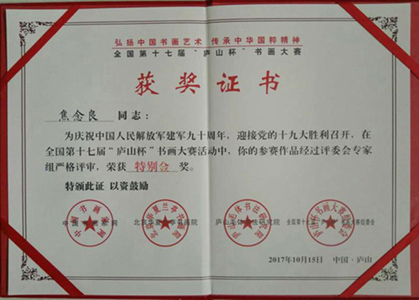 弘扬中国书画艺术 传承中华国粹精神
全国第十七届“庐山杯”书画大赛
获奖证书
焦念良 同志:
为庆祝中国人民解放军建军九十周年,迎接党的十九大胜利召开,在
全国第十七届“庐山杯”书画大赛活动中,你的参赛作品经过评委会专家
组严格评审,荣获 特别金 奖。
特颁此证 以资鼓励
2017年10月15日 中国·庐山